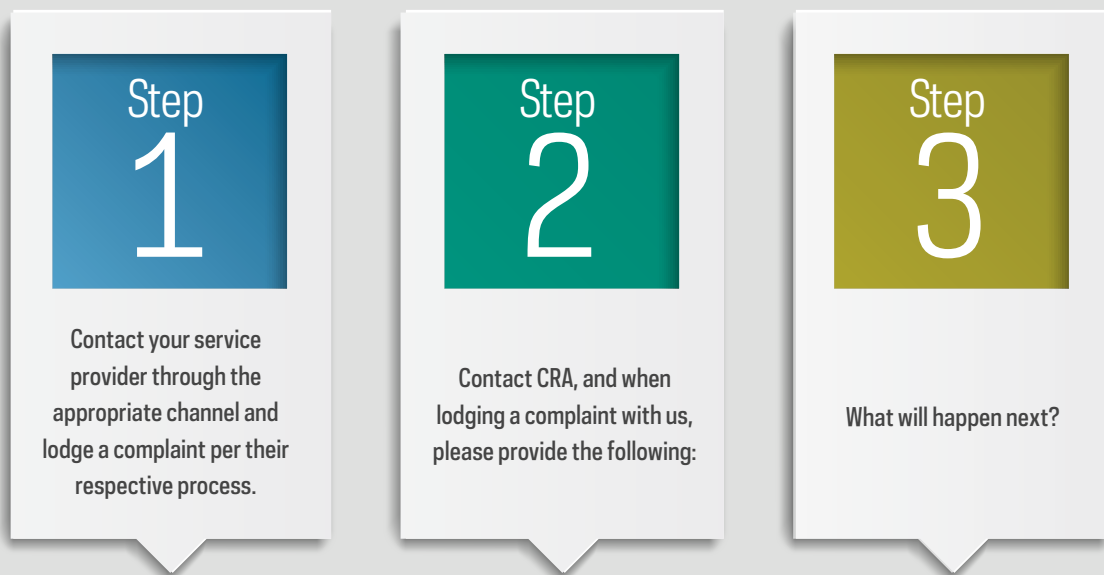 Step
1
Contact your service
provider through the
appropriate channel and
lodge a complaint per their
respective process.
Step
2
Contact CRA, and when
lodging a complaint with us,
please provide the following:
Step
3
What will happen next?